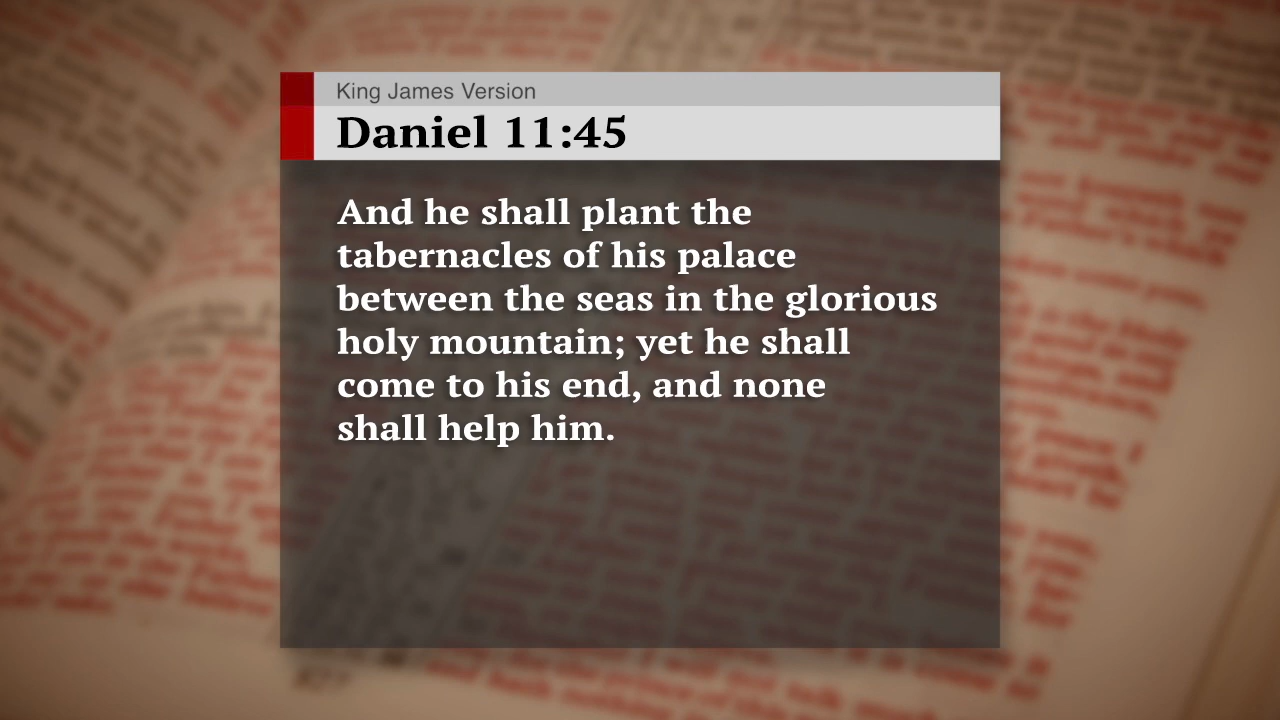 King James Version
Daniel 11:45
And he shall plant the
tabernacles of his palace
between the seas in the glorious
holy mountain; yet he shall
come to his end, and none
shall help him.